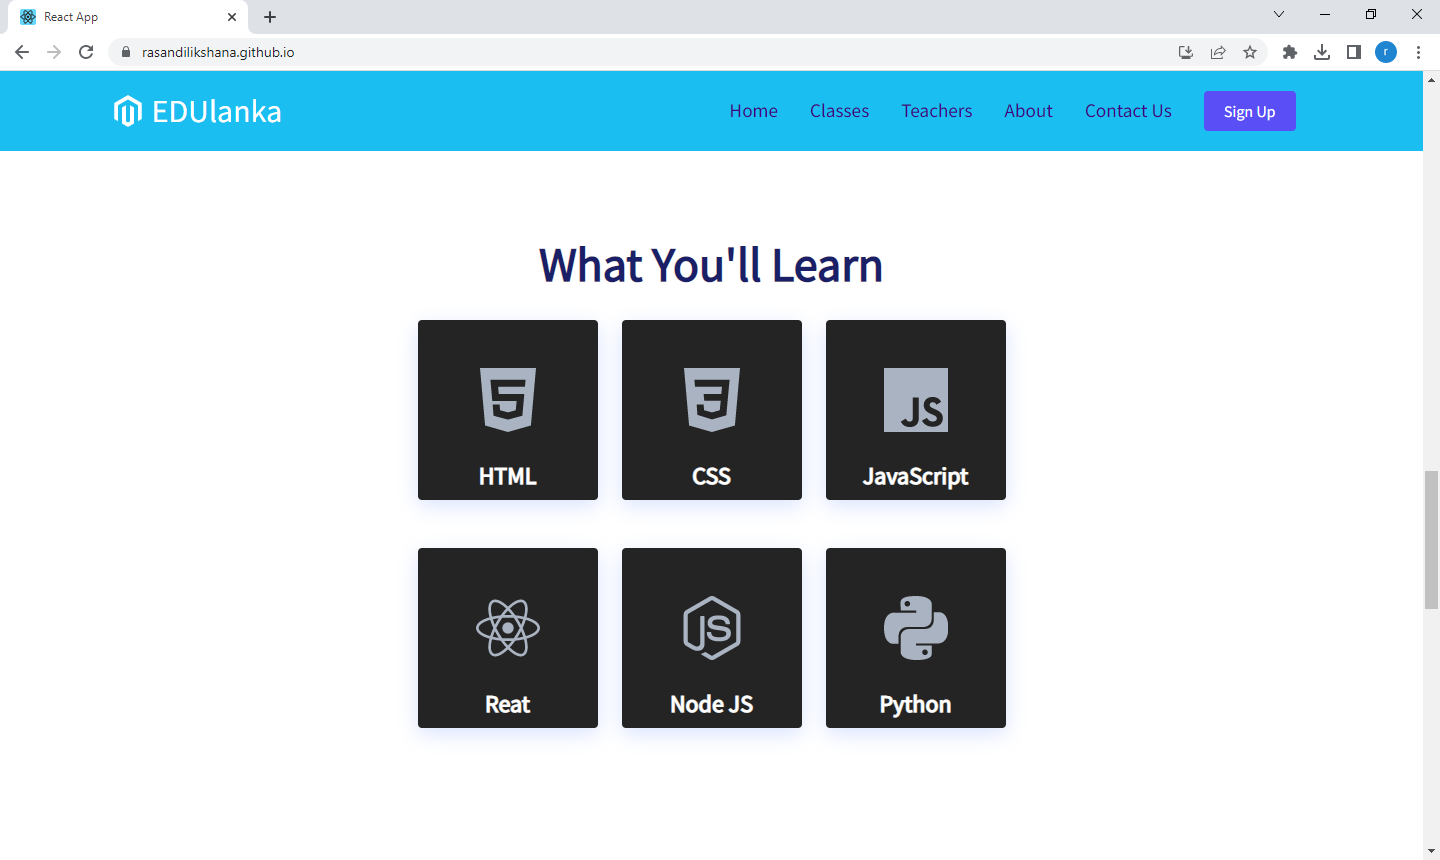 React App
rasandilikshana.github.io
r
EDUlanka
Home Classes Teachers About Contact Us Sign Up
What You'll Learn
5 3 JS
HTML CSS JavaScript
JS
Reat Node JS Python